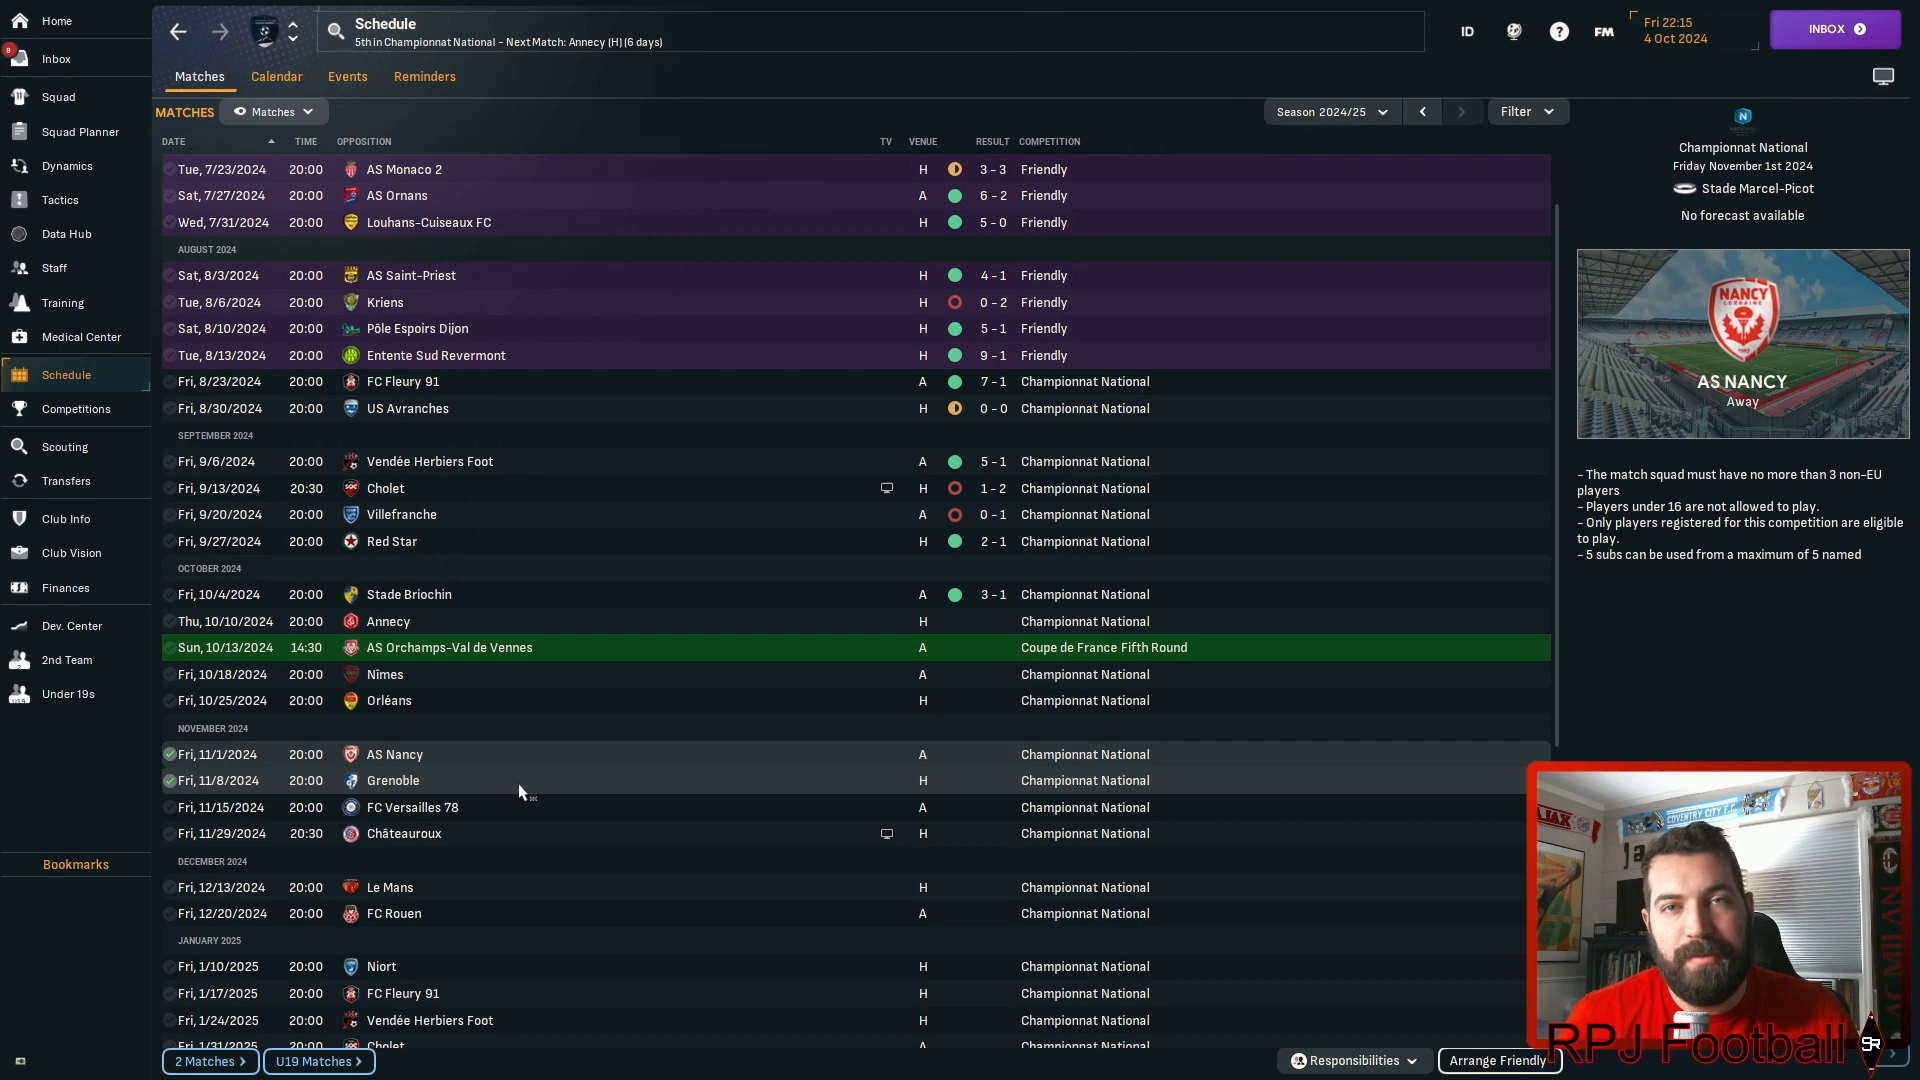 Home
Inbox
9
Squad
Squad Planner
Dynamics
Tactics
Data Hub
Staff
Training
Medical Center
Schedule
Competitions
Scouting
Transfers
Club Info
Club Vision
Finances
Dev. Center
2nd Team
Under 19s
Bookmarks
Schedule
5th in Championnat National - Next Match: Annecy (H) (6 days)
ID
?
FM
Fri 22:15
4 Oct 2024
INBOX
Matches Calendar Events Reminders
MATCHES Matches Season 2024/25 Filter
DATE TIME OPPOSITION TV VENUE RESULT COMPETITION
Tue, 7/23/2024 20:00 AS Monaco 2 H 3 - 3 Friendly
Sat, 7/27/2024 20:00 AS Ornans A 6 - 2 Friendly
Wed, 7/31/2024 20:00 Louhans-Cuiseaux FC H 5 - 0 Friendly
AUGUST 2024
Sat, 8/3/2024 20:00 AS Saint-Priest H 4 - 1 Friendly
Tue, 8/6/2024 20:00 Kriens H 0 - 2 Friendly
Sat, 8/10/2024 20:00 Pôle Espoirs Dijon H 5 - 1 Friendly
Tue, 8/13/2024 20:00 Entente Sud Revermont H 9 - 1 Friendly
Fri, 8/23/2024 20:00 FC Fleury 91 A 7 - 1 Championnat National
Fri, 8/30/2024 20:00 US Avranches H 0 - 0 Championnat National
SEPTEMBER 2024
Fri, 9/6/2024 20:00 Vendée Herbiers Foot A 5 - 1 Championnat National
Fri, 9/13/2024 20:30 Cholet H 1 - 2 Championnat National
Fri, 9/20/2024 20:00 Villefranche A 0 - 1 Championnat National
Fri, 9/27/2024 20:00 Red Star H 2 - 1 Championnat National
OCTOBER 2024
Fri, 10/4/2024 20:00 Stade Briochin A 3 - 1 Championnat National
Thu, 10/10/2024 20:00 Annecy H Championnat National
Sun, 10/13/2024 14:30 AS Orchamps-Val de Vennes A Coupe de France Fifth Round
Fri, 10/18/2024 20:00 Nîmes A Championnat National
Fri, 10/25/2024 20:00 Orléans H Championnat National
NOVEMBER 2024
Fri, 11/1/2024 20:00 AS Nancy A Championnat National
Fri, 11/8/2024 20:00 Grenoble H Championnat National
Fri, 11/15/2024 20:00 FC Versailles 78 A Championnat National
Fri, 11/29/2024 20:30 Châteauroux H Championnat National
DECEMBER 2024
Fri, 12/13/2024 20:00 Le Mans H Championnat National
Fri, 12/20/2024 20:00 FC Rouen A Championnat National
JANUARY 2025
Fri, 1/10/2025 20:00 Niort H Championnat National
Fri, 1/17/2025 20:00 FC Fleury 91 H Championnat National
Fri, 1/24/2025 20:00 Vendée Herbiers Foot H Championnat National
Fri, 1/31/2025 20:00 Cholet A Championnat National
2 Matches U19 Matches Responsibilities Arrange Friendly
N
Championnat National
Friday November 1st 2024
Stade Marcel-Picot
No forecast available
NANCY
LORRAINE
AS NANCY
Away
- The match squad must have no more than 3 non-EU
players
- Players under 16 are not allowed to play.
- Only players registered for this competition are eligible
to play.
- 5 subs can be used from a maximum of 5 named
AJAX
COVENTRY CITY F.C.
AC MILAN
RPJ Football
SR